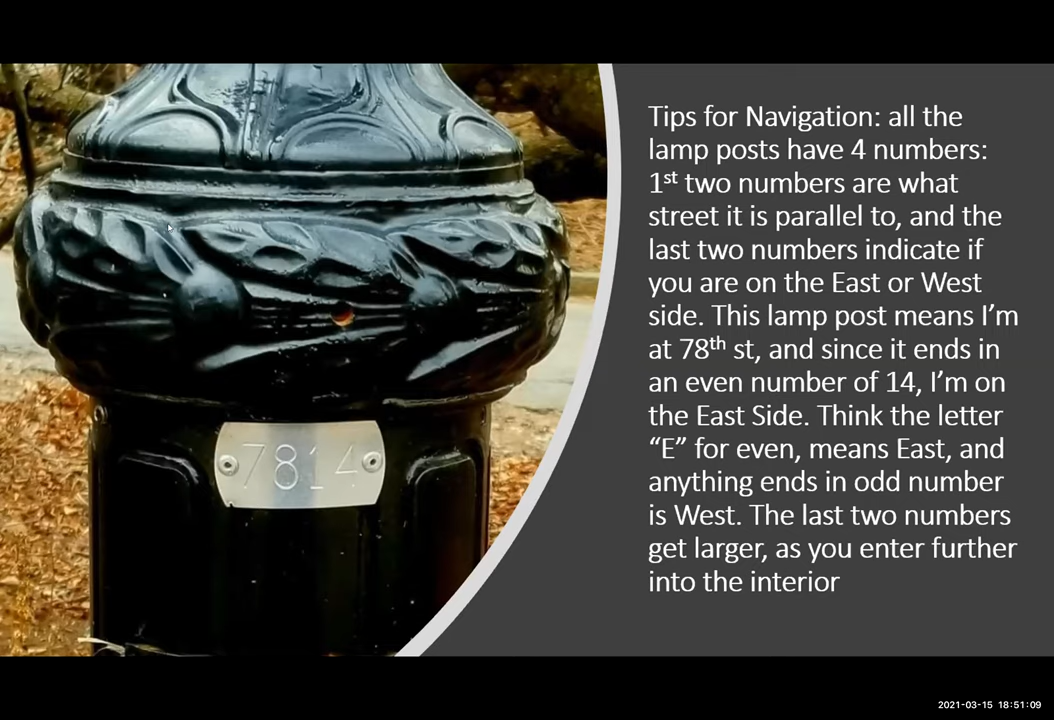 7814
Tips for Navigation: all the
lamp posts have 4 numbers:
1st two numbers are what
street it is parallel to, and the
last two numbers indicate if
you are on the East or West
side. This lamp post means I’m
at 78th st, and since it ends in
an even number of 14, I’m on
the East Side. Think the letter
“E” for even, means East, and
anything ends in odd number
is West. The last two numbers
get larger, as you enter further
into the interior
2021-03-15 18:51:09